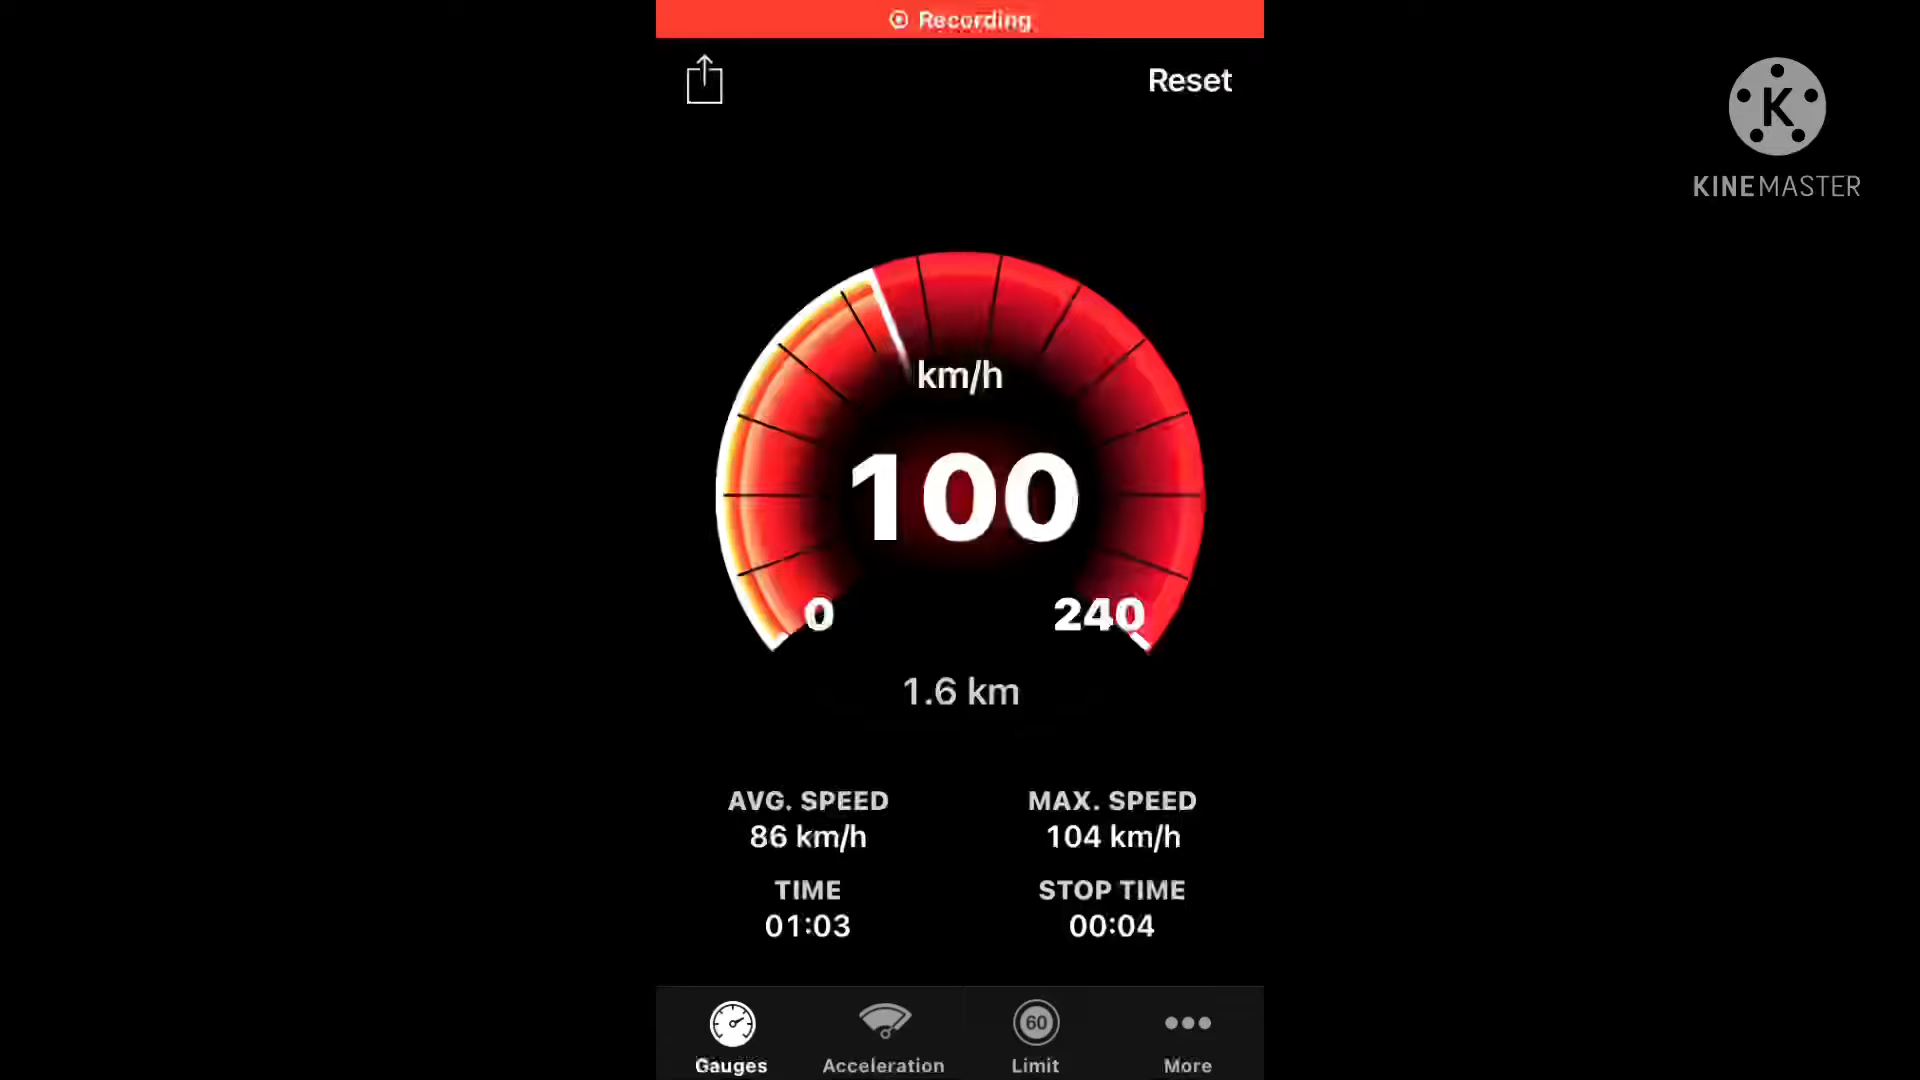 Recording
Reset
K
KINEMASTER
km/h
100
0
240
1.6 km
AVG. SPEED
MAX. SPEED
86 km/h
104 km/h
TIME
STOP TIME
01:03
00:04
60
Gauges
Acceleration
Limit
More